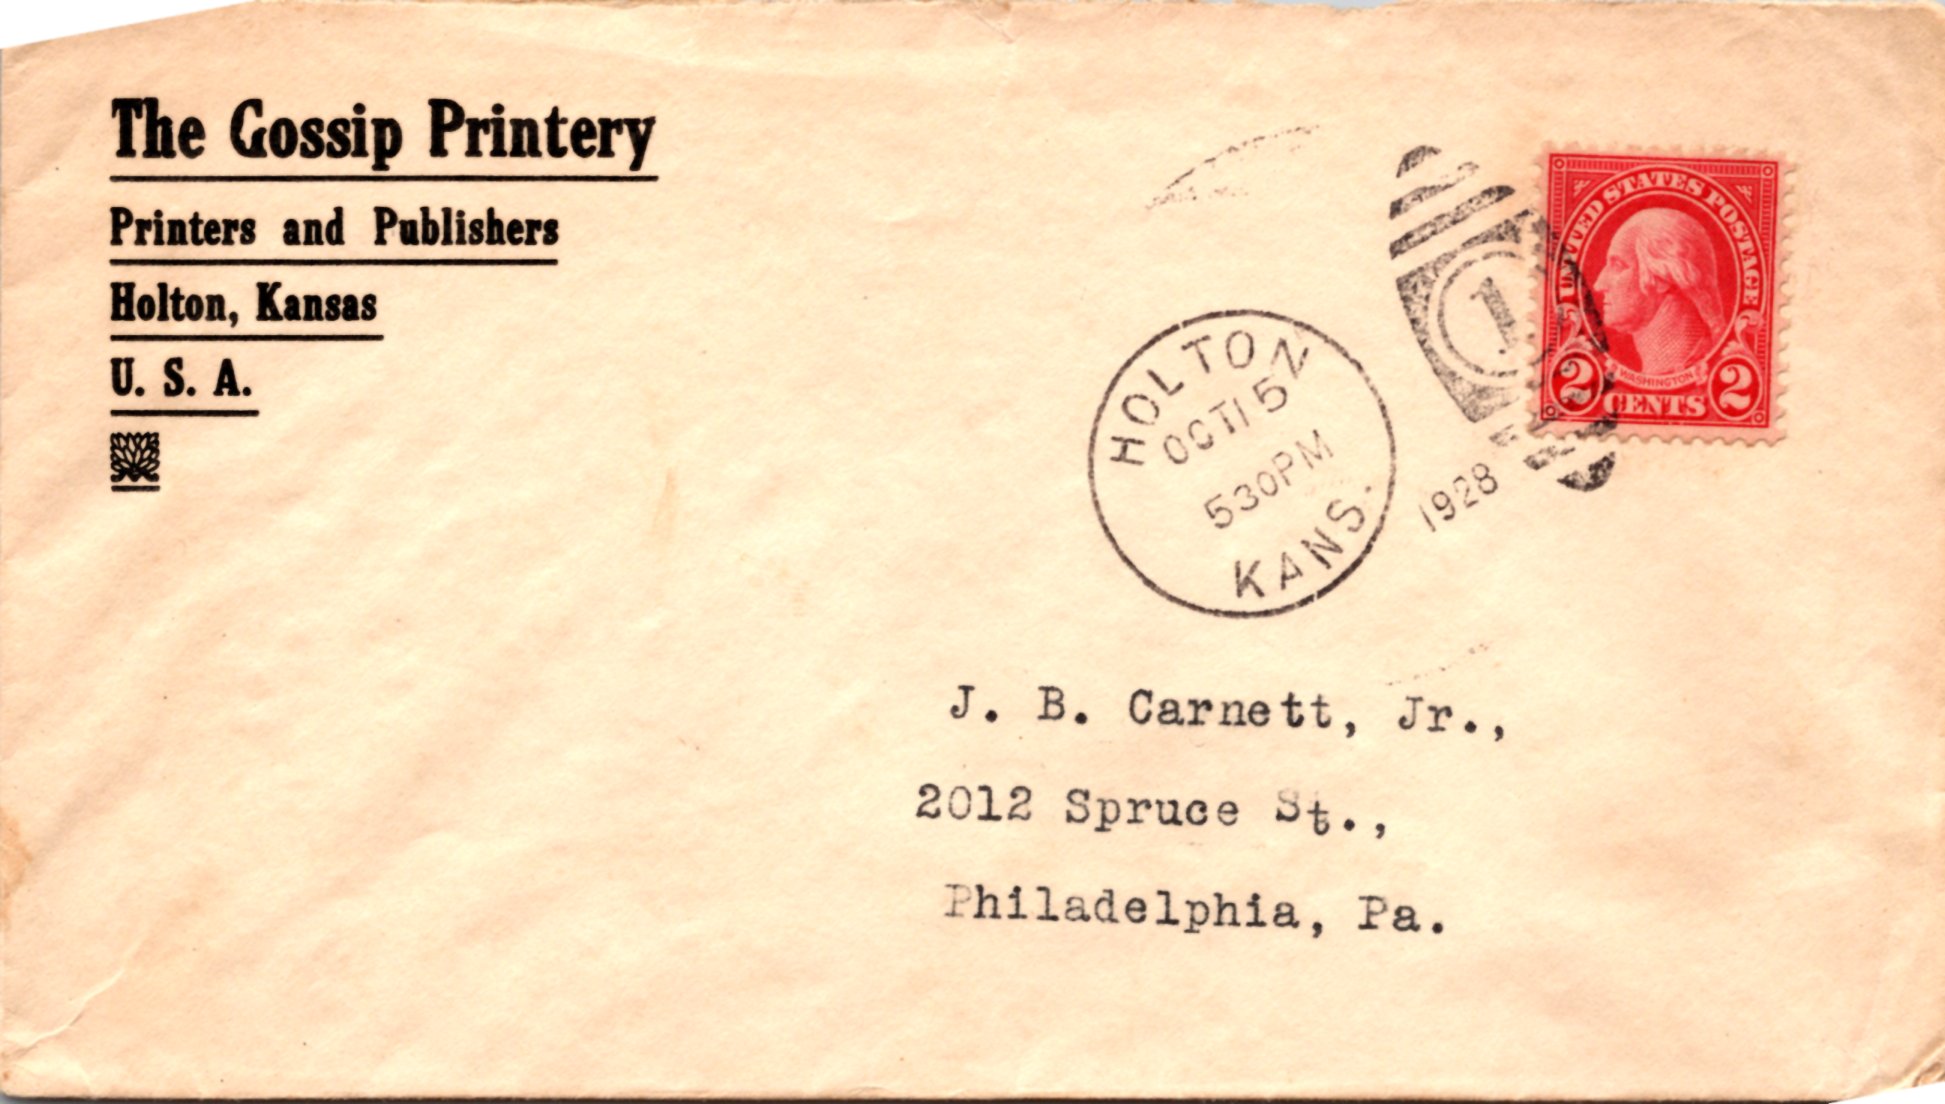 The Gossip Printery
Printers and Publishers
Holton, Kansas
U. S. A.
UNITED STATES POSTAGE
WASHINGTON
2 CENTS 2
1
HOLTON
OCT 15
530PM
KANS.
1928
J. B. Carnett, Jr.,
2012 Spruce St.,
Philadelphia, Pa.